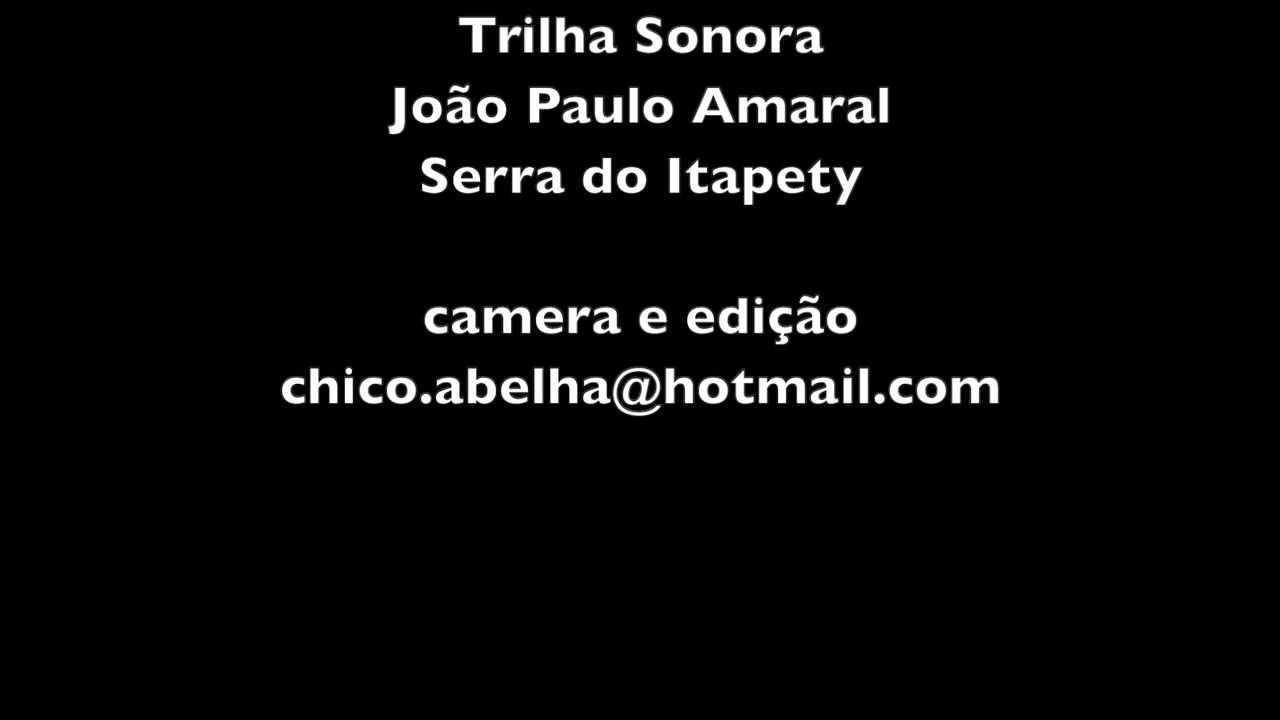 Trilha Sonora
João Paulo Amaral
Serra do Itapety
camera e edição
chico.abelha@hotmail.com